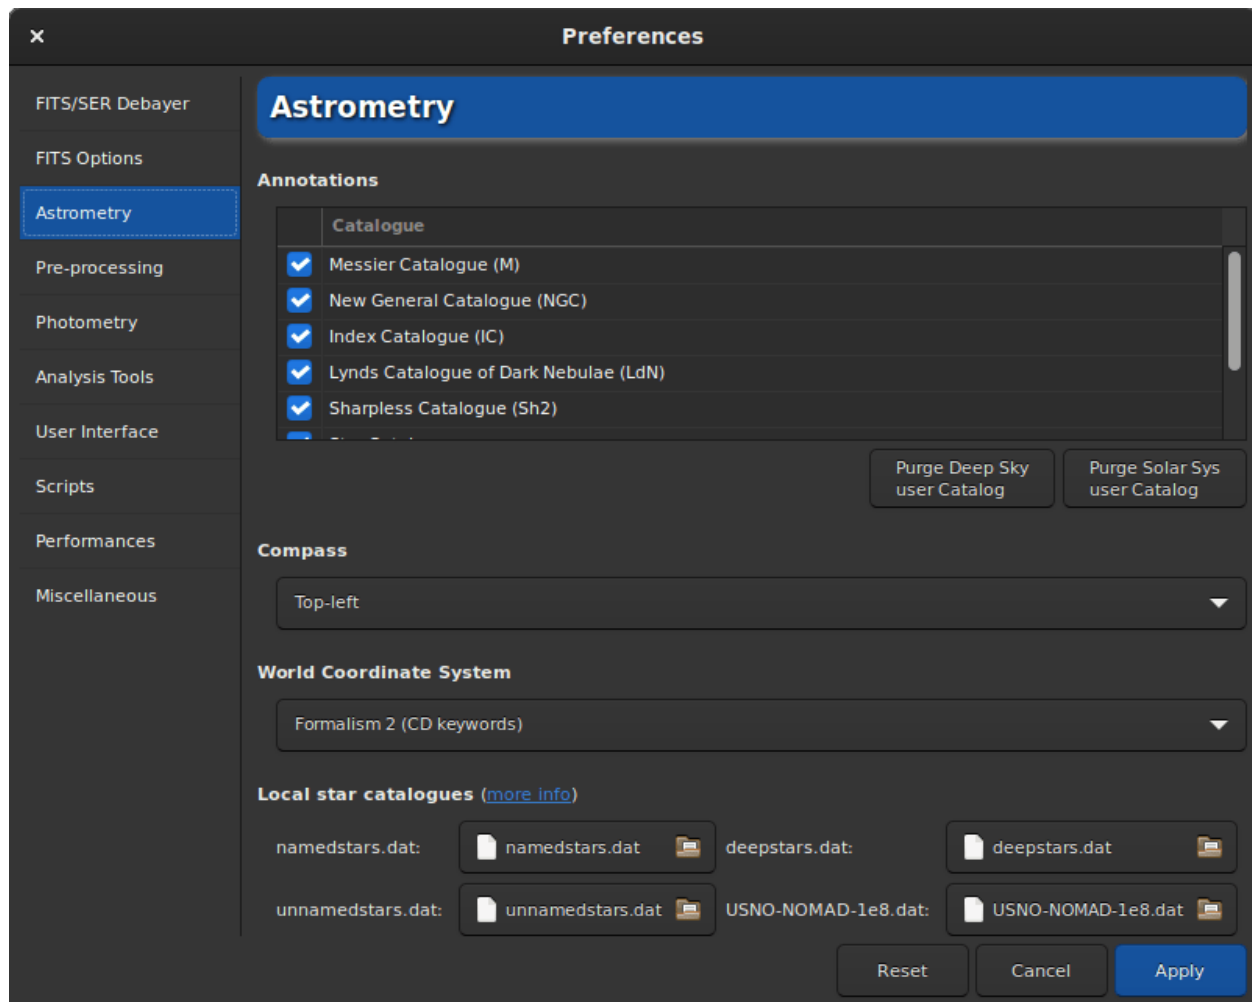 Preferences
FITS/SER Debayer
FITS Options
Astrometry
Pre-processing
Photometry
Analysis Tools
User Interface
Scripts
Performances
Miscellaneous
Astrometry
Annotations
Catalogue
Messier Catalogue (M)
New General Catalogue (NGC)
Index Catalogue (IC)
Lynds Catalogue of Dark Nebulae (LdN)
Sharpless Catalogue (Sh2)
Purge Deep Sky
user Catalog
Purge Solar Sys
user Catalog
Compass
Top-left
World Coordinate System
Formalism 2 (CD keywords)
Local star catalogues (more info)
namedstars.dat: namedstars.dat deepstars.dat: deepstars.dat
unnamedstars.dat: unnamedstars.dat USNO-NOMAD-1e8.dat: USNO-NOMAD-1e8.dat
Reset Cancel Apply